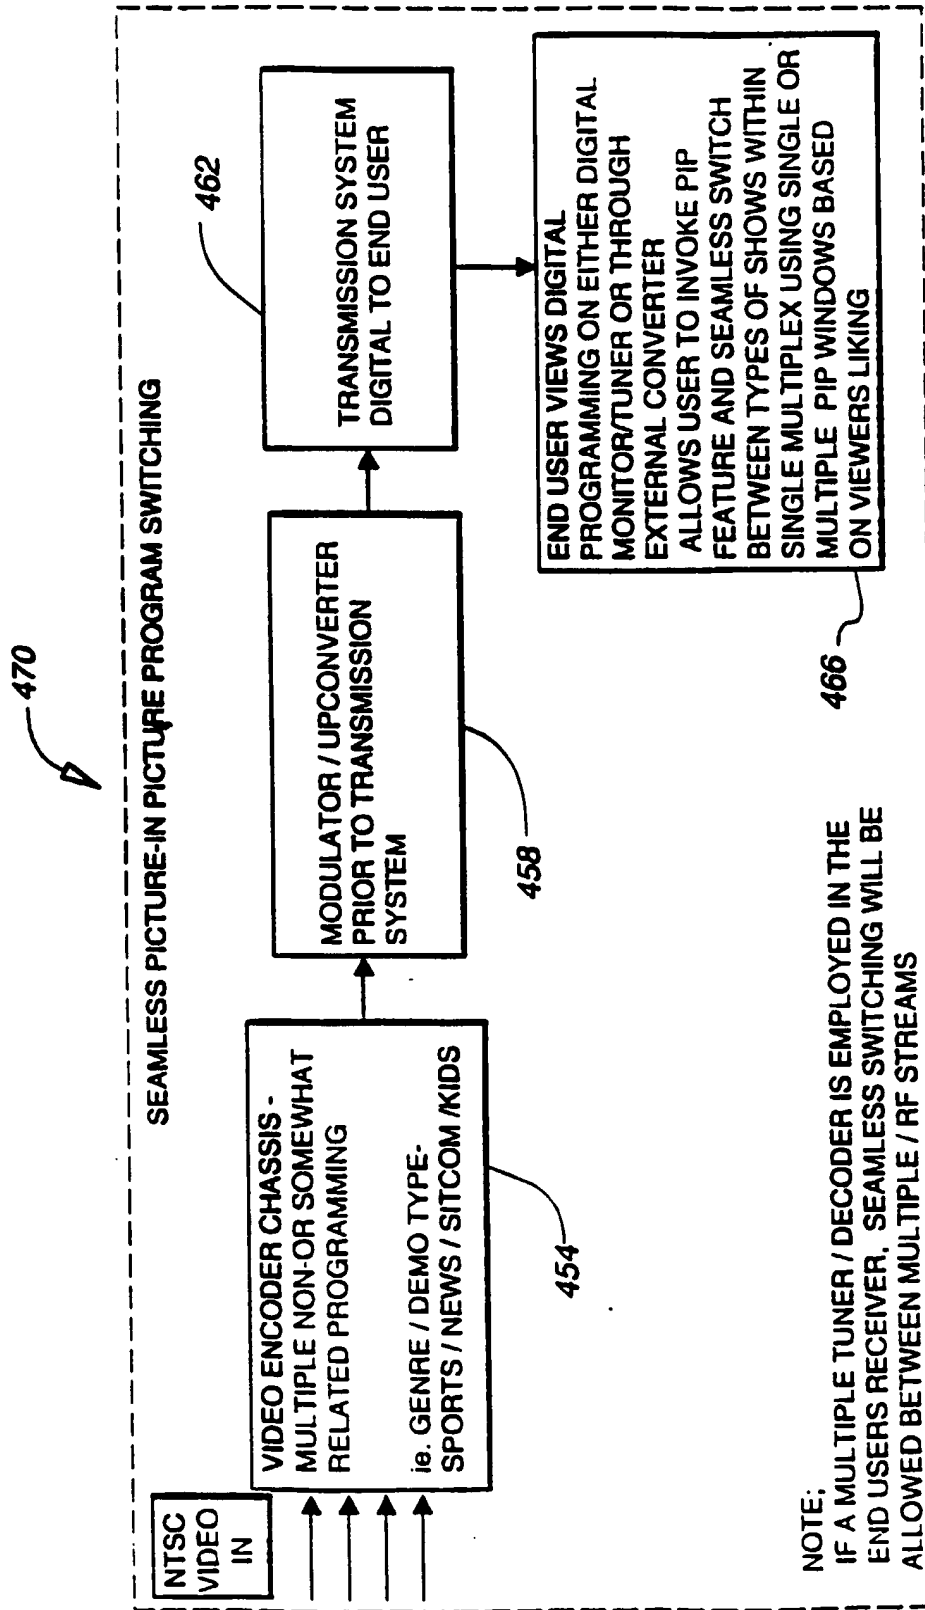 470
SEAMLESS PICTURE-IN PICTURE PROGRAM SWITCHING
NTSC
VIDEO
IN
VIDEO ENCODER CHASSIS -
MULTIPLE NON-OR SOMEWHAT
RELATED PROGRAMMING
ie. GENRE / DEMO TYPE-
SPORTS / NEWS / SITCOM /KIDS
454
MODULATOR / UPCONVERTER
PRIOR TO TRANSMISSION
SYSTEM
458
TRANSMISSION SYSTEM
DIGITAL TO END USER
462
END USER VIEWS DIGITAL
PROGRAMMING ON EITHER DIGITAL
MONITOR/TUNER OR THROUGH
EXTERNAL CONVERTER
ALLOWS USER TO INVOKE PIP
FEATURE AND SEAMLESS SWITCH
BETWEEN TYPES OF SHOWS WITHIN
SINGLE MULTIPLEX USING SINGLE OR
MULTIPLE PIP WINDOWS BASED
ON VIEWERS LIKING
466
NOTE;
IF A MULTIPLE TUNER / DECODER IS EMPLOYED IN THE
END USERS RECEIVER, SEAMLESS SWITCHING WILL BE
ALLOWED BETWEEN MULTIPLE / RF STREAMS